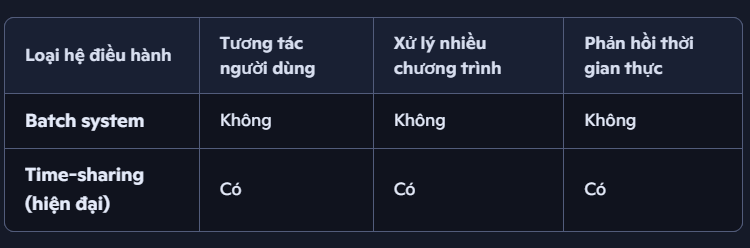 Loại hệ điều hành
Tương tác
người dùng
Xử lý nhiều
chương trình
Phản hồi thời
gian thực
Batch system
Không
Không
Không
Time-sharing
(hiện đại)
Có
Có
Có